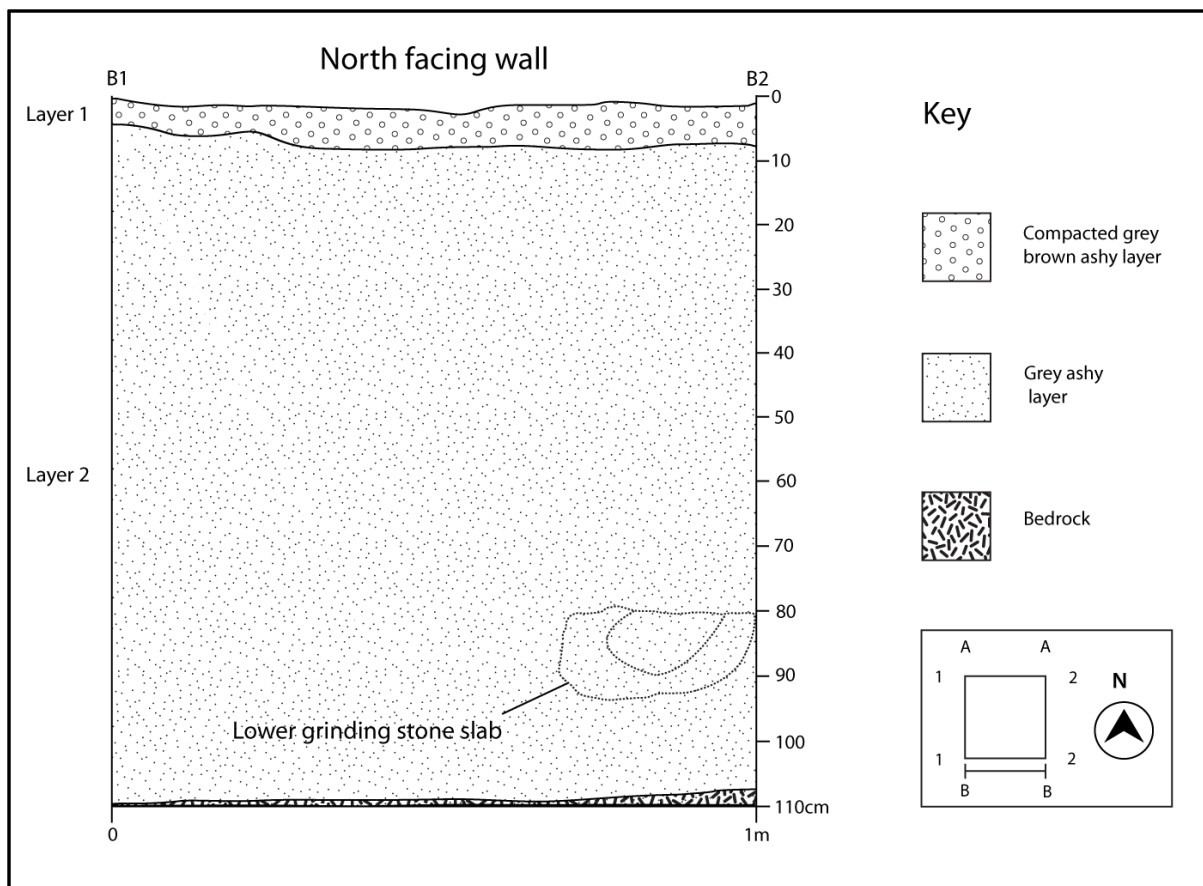 North facing wall
B1
B2
Layer 1
Layer 2
0
10
20
30
40
50
60
70
80
90
100
110cm
Lower grinding stone slab
0
1m
Key
Compacted grey
brown ashy layer
Grey ashy
layer
Bedrock
A A
1 2
N
1 2
B B